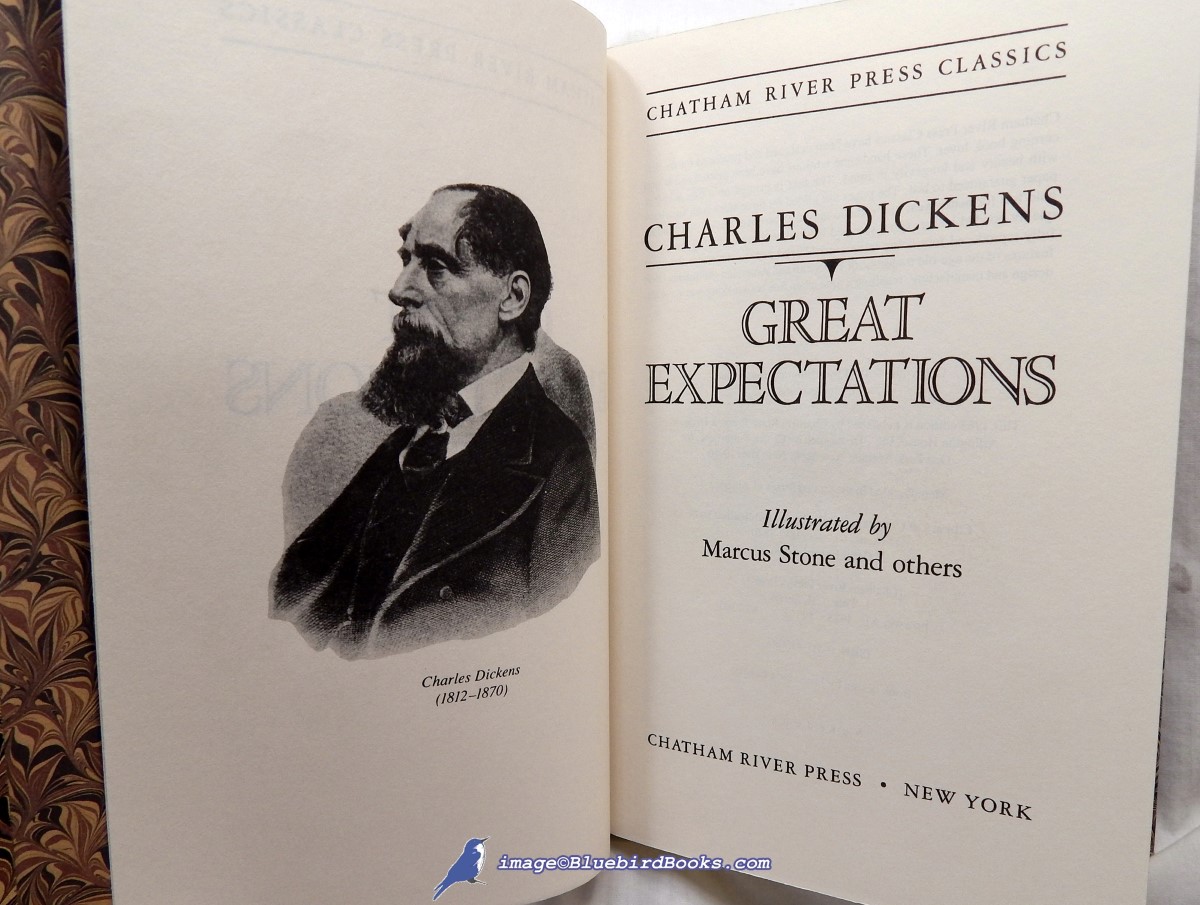 Charles Dickens
(1812–1870)
CHATHAM RIVER PRESS CLASSICS
CHARLES DICKENS
GREAT
EXPECTATIONS
Illustrated by
Marcus Stone and others
CHATHAM RIVER PRESS • NEW YORK
image©BluebirdBooks.com